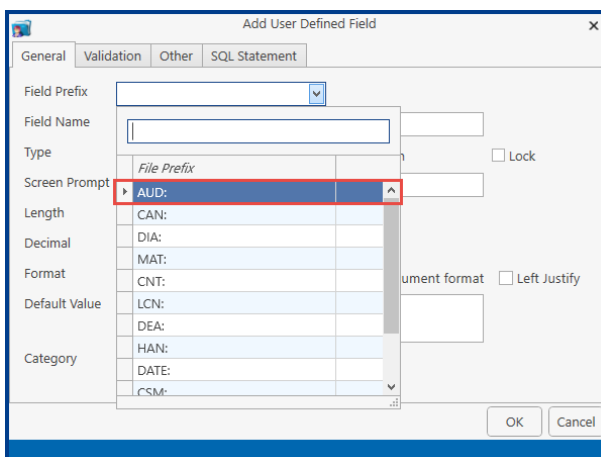 Add User Defined Field
General Validation Other SQL Statement
Field Prefix
Field Name
Type Lock
Screen Prompt
File Prefix
AUD:
CAN:
Length
DIA:
Decimal
MAT:
Format
CNT:
ument format Left Justify
Default Value
LCN:
DEA:
HAN:
Category
DATE:
CSM:
OK Cancel